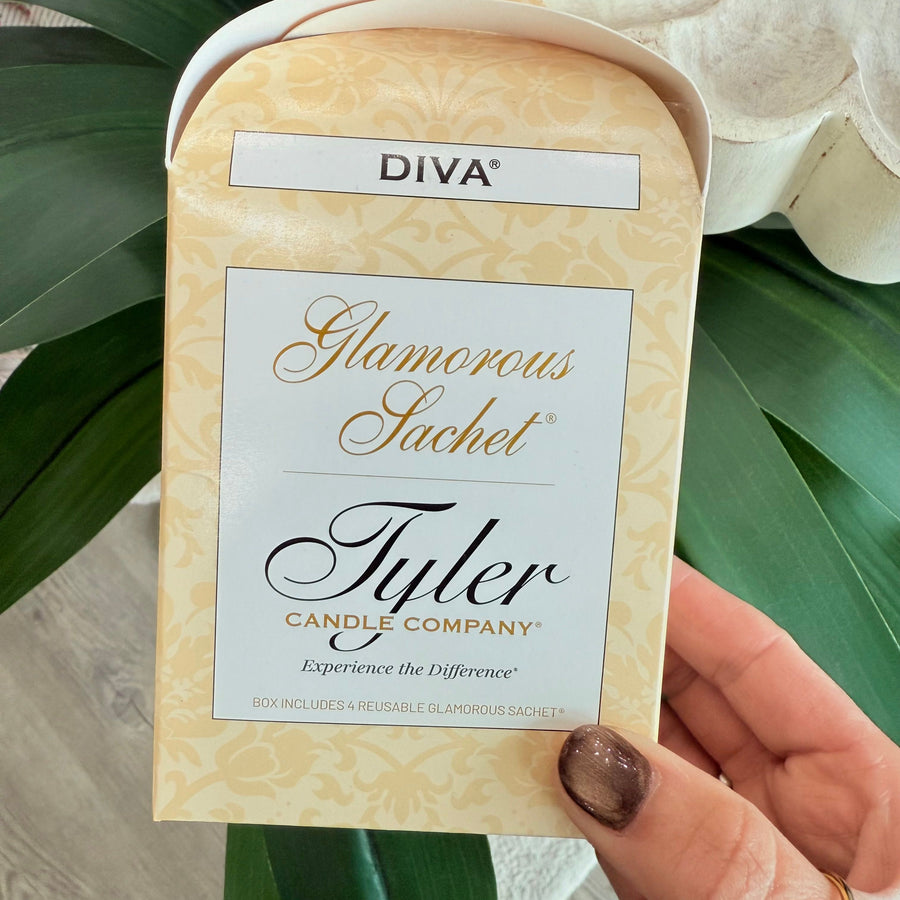 DIVA®
Glamorous
Sachet®
Tyler
CANDLE COMPANY®
Experience the Difference®
BOX INCLUDES 4 REUSABLE GLAMOROUS SACHET®